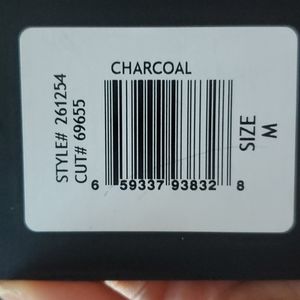 CHARCOAL
STYLE# 261254
CUT# 69655
6 59337 93832 8
SIZE
M